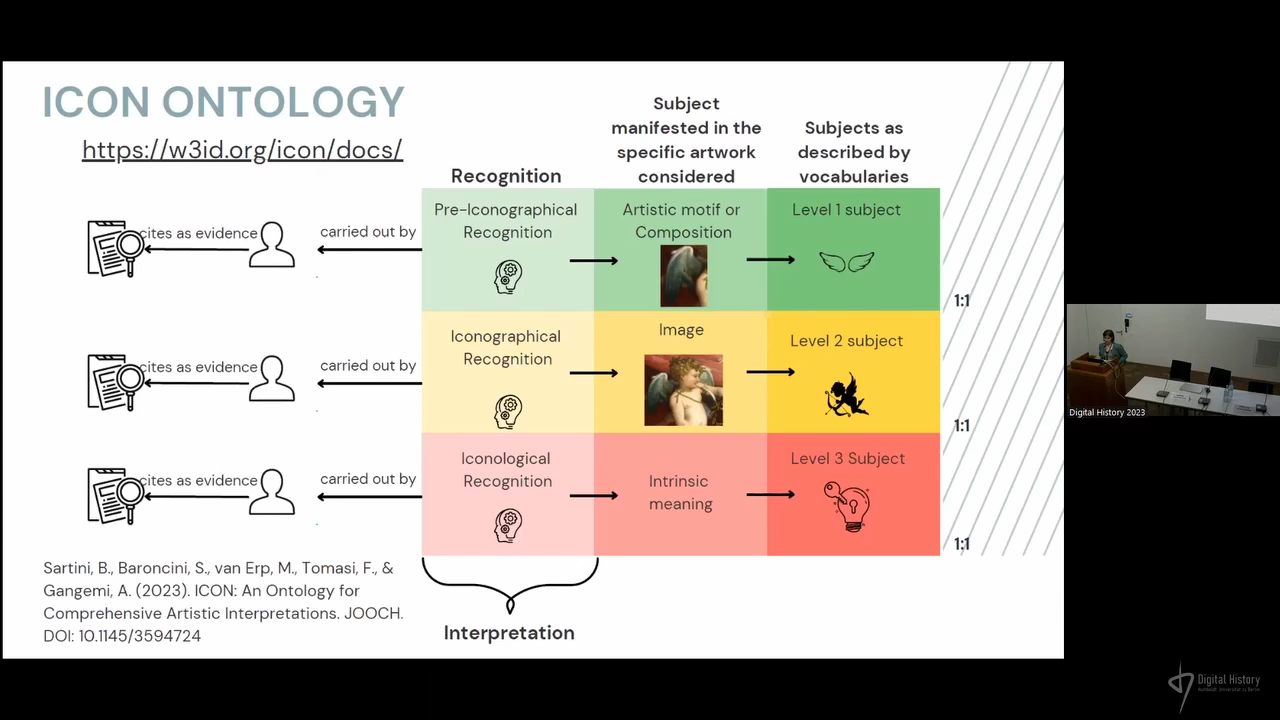 ICON ONTOLOGY
https://w3id.org/icon/docs/
Recognition
Subject
manifested in the
specific artwork
considered
Subjects as
described by
vocabularies
cites as evidence
carried out by
Pre-Iconographical
Recognition
Artistic motif or
Composition
Level 1 subject
1:1
cites as evidence
carried out by
Iconographical
Recognition
Image
Level 2 subject
1:1
cites as evidence
carried out by
Iconological
Recognition
Intrinsic
meaning
Level 3 Subject
1:1
Interpretation
Sartini, B., Baroncini, S., van Erp, M., Tomasi, F., &
Gangemi, A. (2023). ICON: An Ontology for
Comprehensive Artistic Interpretations. JOOCH.
DOI: 10.1145/3594724
Digital History 2023
Digital History
Humboldt-Universität zu Berlin